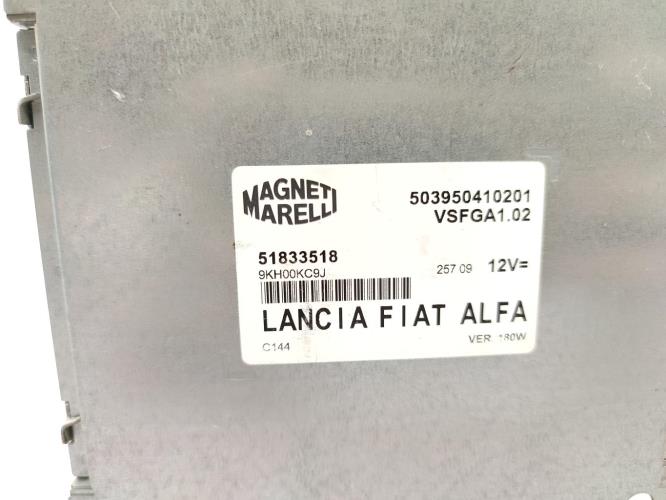 MAGNETI
MARELLI
503950410201
VSFGA1.02
51833518
9KH00KC9J
257 09 12V=
LANCIA FIAT ALFA
C144
VER. 180W